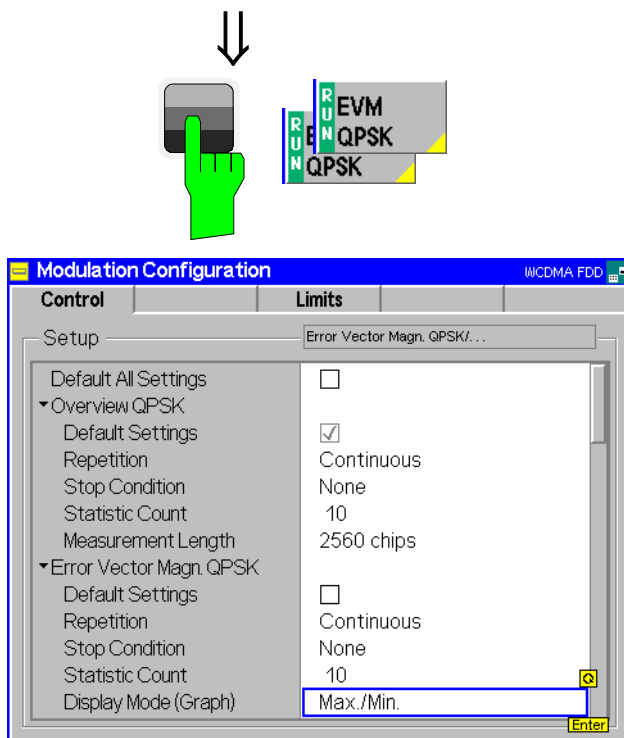 RUN EVM
QPSK
RUN E
QPSK
Modulation Configuration WCDMA FDD
Control Limits
Setup Error Vector Magn. QPSK/...
Default All Settings
Overview QPSK
Default Settings
Repetition Continuous
Stop Condition None
Statistic Count 10
Measurement Length 2560 chips
Error Vector Magn. QPSK
Default Settings
Repetition Continuous
Stop Condition None
Statistic Count 10
Display Mode (Graph) Max./Min.
Enter